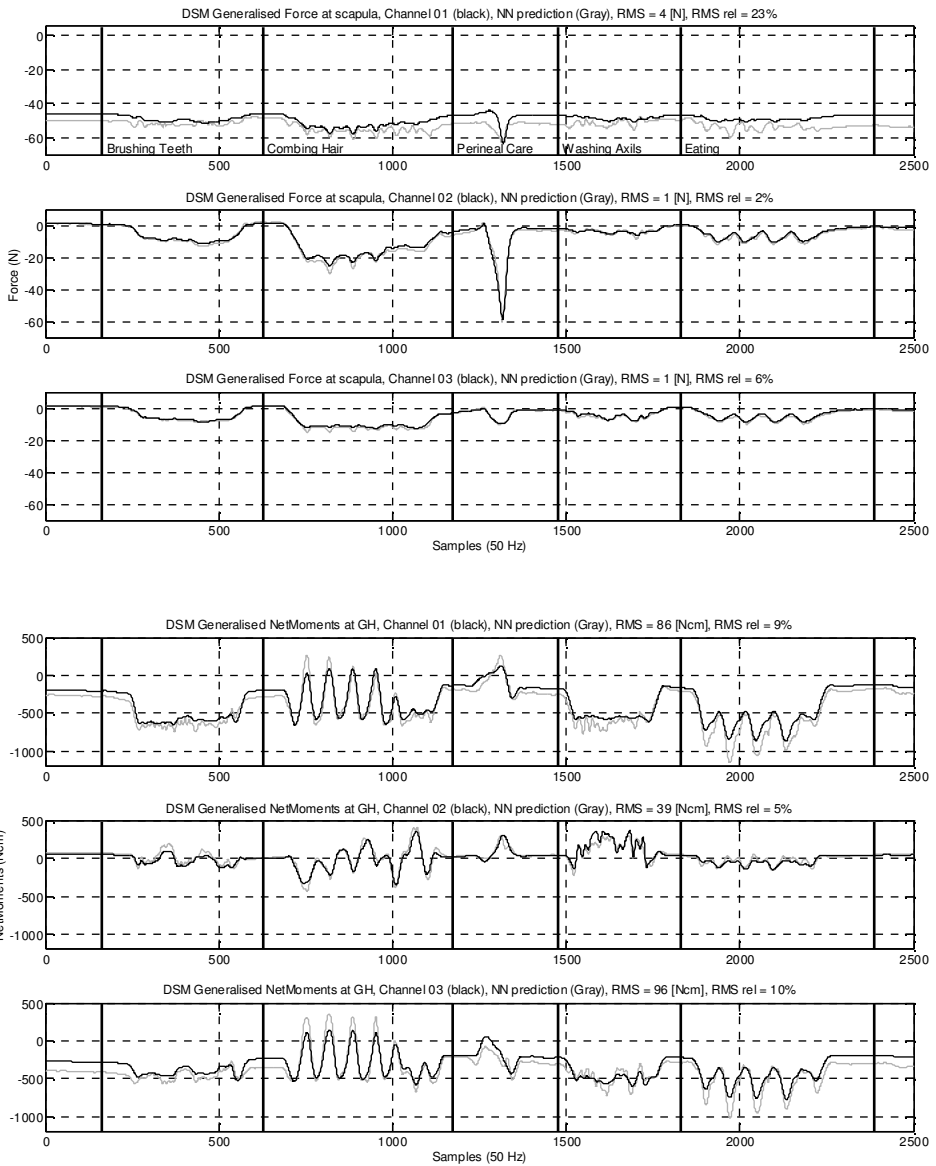 DSM Generalised Force at scapula, Channel 01 (black), NN prediction (Gray), RMS = 4 [N], RMS rel = 23%
0
-20
-40
-60
Brushing Teeth Combing Hair Perineal Care Washing Axils Eating
0 500 1000 1500 2000 2500
DSM Generalised Force at scapula, Channel 02 (black), NN prediction (Gray), RMS = 1 [N], RMS rel = 2%
0
-20
-40
-60
Force (N)
0 500 1000 1500 2000 2500
DSM Generalised Force at scapula, Channel 03 (black), NN prediction (Gray), RMS = 1 [N], RMS rel = 6%
0
-20
-40
-60
0 500 1000 1500 2000 2500
Samples (50 Hz)
DSM Generalised NetMoments at GH, Channel 01 (black), NN prediction (Gray), RMS = 86 [Ncm], RMS rel = 9%
500
0
-500
-1000
0 500 1000 1500 2000 2500
DSM Generalised NetMoments at GH, Channel 02 (black), NN prediction (Gray), RMS = 39 [Ncm], RMS rel = 5%
500
0
-500
-1000
NetMoments (Ncm)
0 500 1000 1500 2000 2500
DSM Generalised NetMoments at GH, Channel 03 (black), NN prediction (Gray), RMS = 96 [Ncm], RMS rel = 10%
500
0
-500
-1000
0 500 1000 1500 2000 2500
Samples (50 Hz)